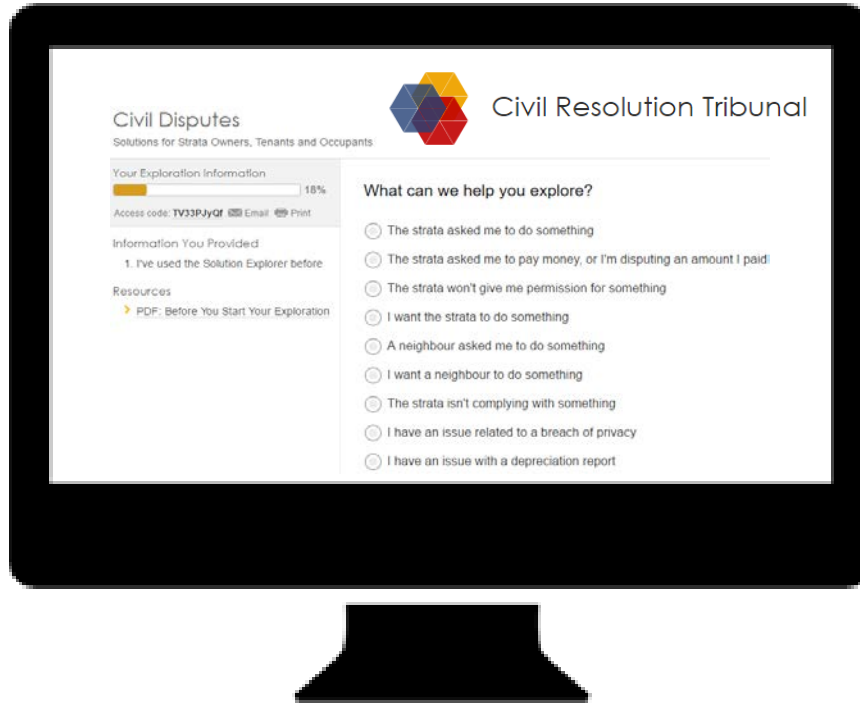 Civil Resolution Tribunal
Civil Disputes
Solutions for Strata Owners, Tenants and Occupants
Your Exploration Information
18%
Access code: TV33PJyQf Email Print
Information You Provided
1. I've used the Solution Explorer before
Resources
PDF: Before You Start Your Exploration
What can we help you explore?
The strata asked me to do something
The strata asked me to pay money, or I'm disputing an amount I paid
The strata won't give me permission for something
I want the strata to do something
A neighbour asked me to do something
I want a neighbour to do something
The strata isn't complying with something
I have an issue related to a breach of privacy
I have an issue with a depreciation report